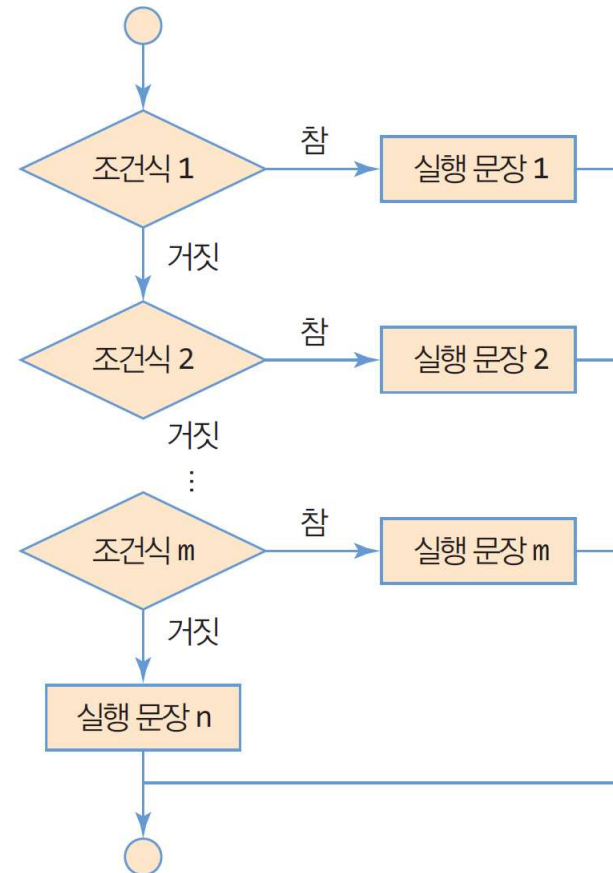 참
조건식 1
실행 문장 1
거짓
참
조건식 2
실행 문장 2
거짓
⋮
참
조건식 m
실행 문장 m
거짓
실행 문장 n